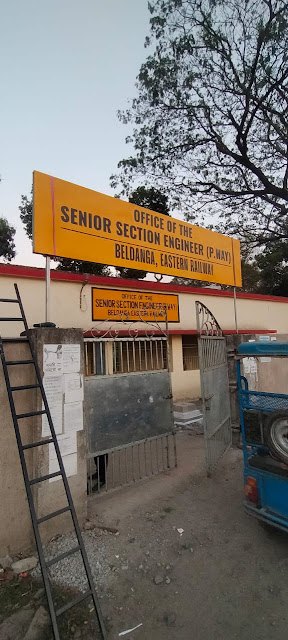 OFFICE OF THE
SENIOR SECTION ENGINEER (P.WAY)
BELDANGA, EASTERN RAILWAY
OFFICE OF THE
SENIOR SECTION ENGINEER(P.WAY)
BELDANGA EASTERN RAILWAY